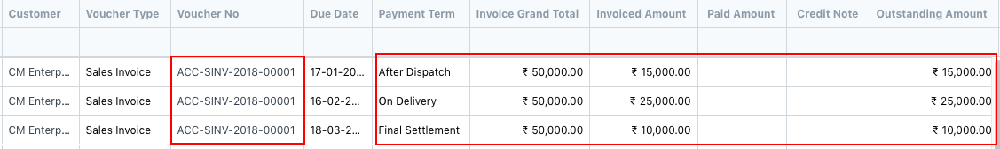 Customer Voucher Type Voucher No Due Date Payment Term Invoice Grand Total Invoiced Amount Paid Amount Credit Note Outstanding Amount
CM Enterp... Sales Invoice ACC-SINV-2018-00001 17-01-20... After Dispatch ₹ 50,000.00 ₹ 15,000.00 ₹ 15,000.00
CM Enterp... Sales Invoice ACC-SINV-2018-00001 16-02-2... On Delivery ₹ 50,000.00 ₹ 25,000.00 ₹ 25,000.00
CM Enterp... Sales Invoice ACC-SINV-2018-00001 18-03-2... Final Settlement ₹ 50,000.00 ₹ 10,000.00 ₹ 10,000.00